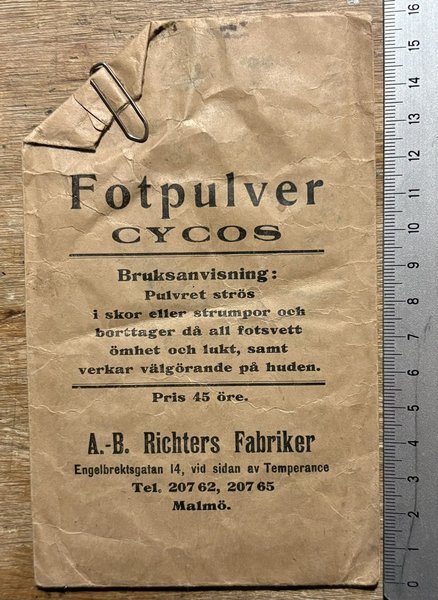 Fotpulver
CYCOS
Bruksanvisning:
Pulvret strös
i skor eller strumpor och
borttager då all fotsvett
ömhet och lukt, samt
verkar välgörande på huden.
Pris 45 öre.
A.-B. Richters Fabriker
Engelbrektsgatan 14, vid sidan av Temperance
Tel. 207 62, 207 65
Malmö.
16
15
14
13
12
11
10
9
8
7
6
5
4
3
2
1
0